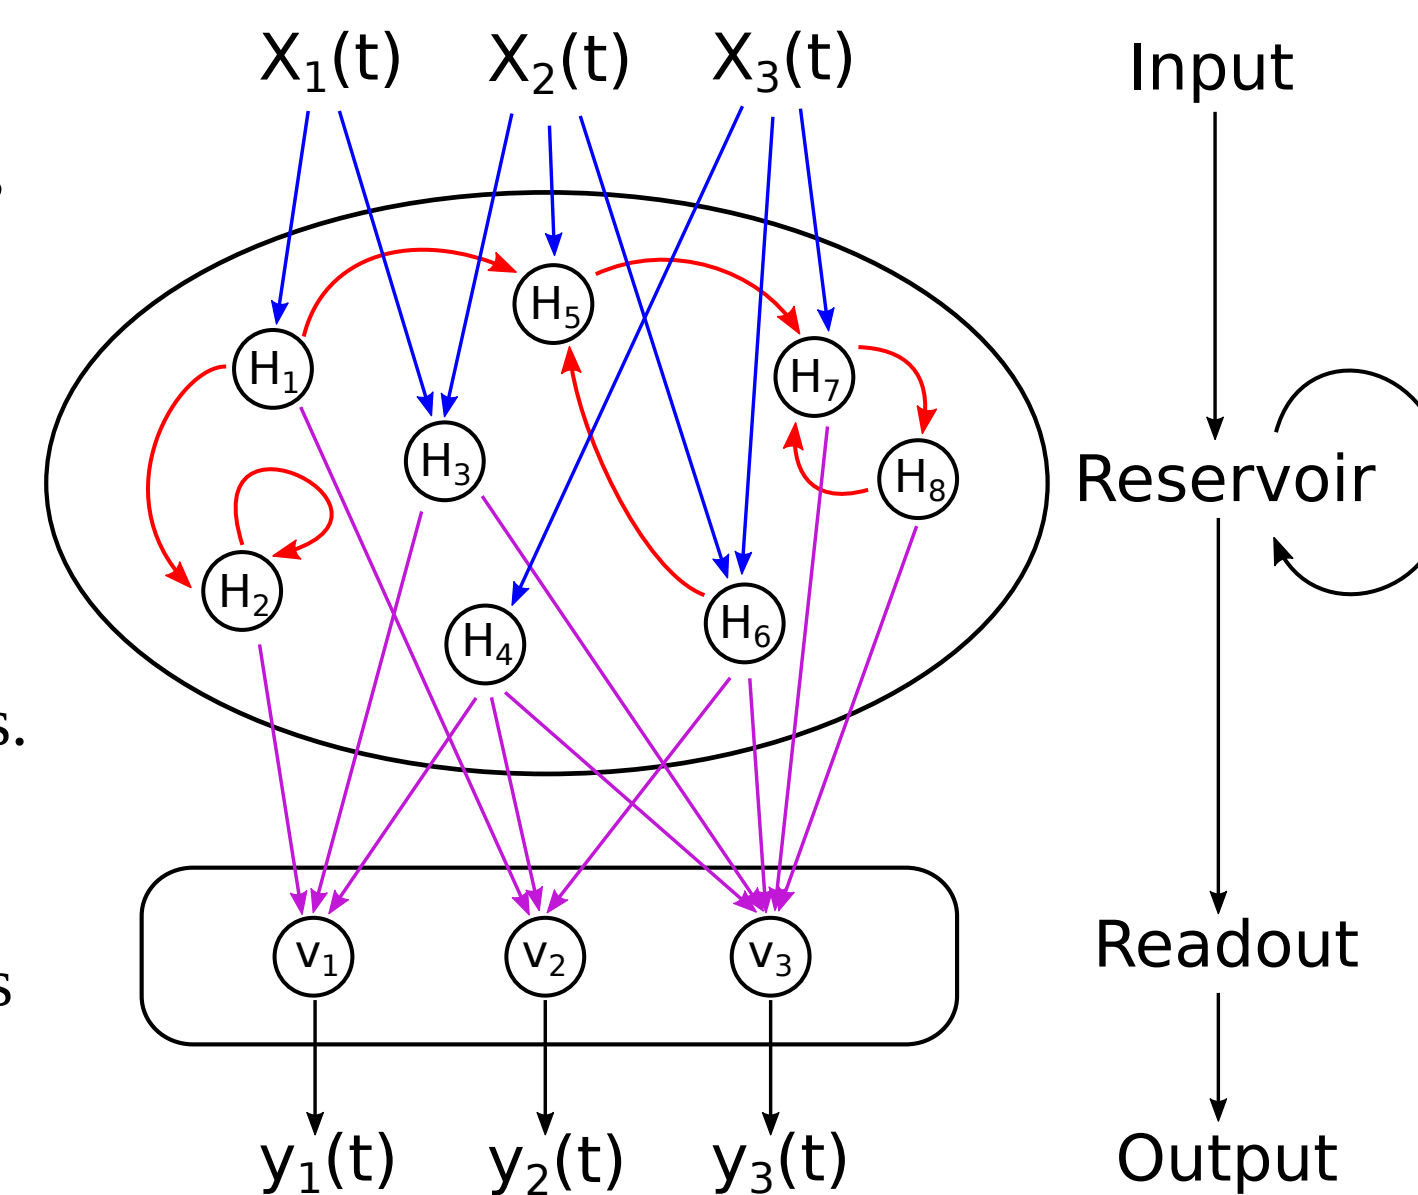 X₁(t) X₂(t) X₃(t) Input
H₅
H₁ H₇
H₃ H₈ Reservoir
H₂
H₄ H₆
s.
v₁ v₂ v₃ Readout
s
y₁(t) y₂(t) y₃(t) Output